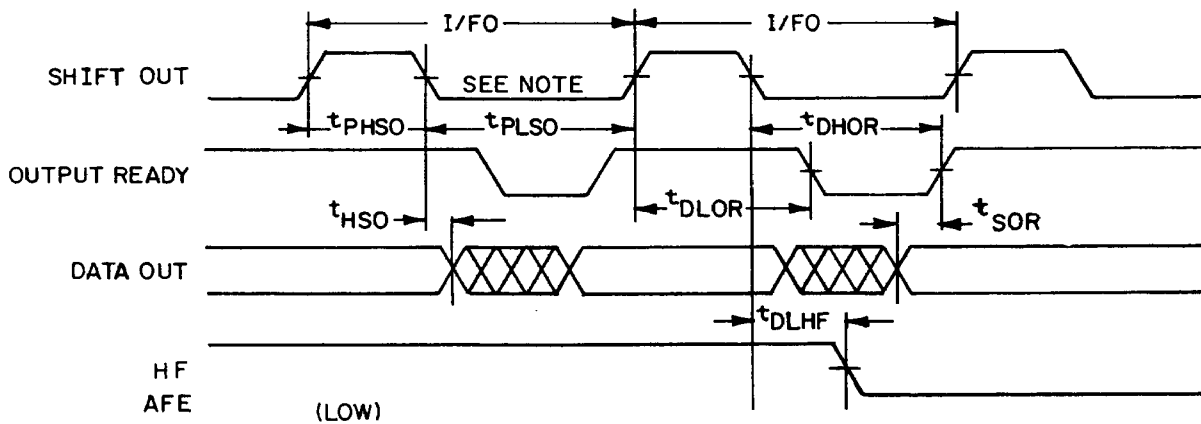 I/FO I/FO
SHIFT OUT SEE NOTE
tPHSO tPLSO tDHOR
OUTPUT READY
tHSO tDLOR tSOR
DATA OUT
tDLHF
HF
AFE (LOW)